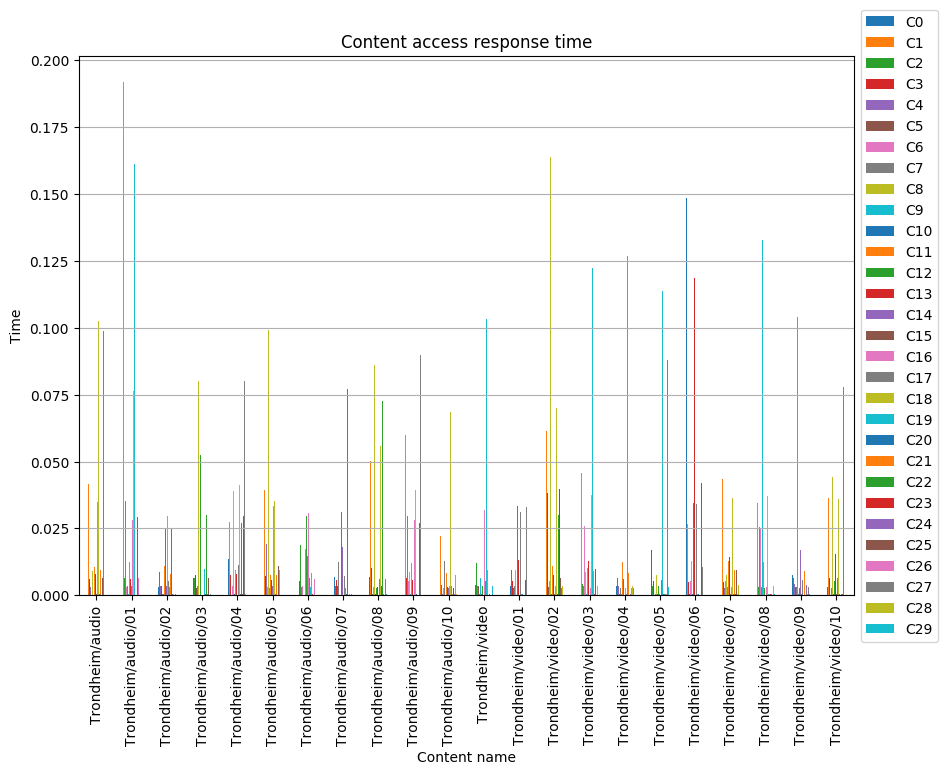 Content access response time
Time
0.200
0.175
0.150
0.125
0.100
0.075
0.050
0.025
0.000
Trondheim/audio
Trondheim/audio/01
Trondheim/audio/02
Trondheim/audio/03
Trondheim/audio/04
Trondheim/audio/05
Trondheim/audio/06
Trondheim/audio/07
Trondheim/audio/08
Trondheim/audio/09
Trondheim/audio/10
Trondheim/video
Trondheim/video/01
Trondheim/video/02
Trondheim/video/03
Trondheim/video/04
Trondheim/video/05
Trondheim/video/06
Trondheim/video/07
Trondheim/video/08
Trondheim/video/09
Trondheim/video/10
Content name
C0
C1
C2
C3
C4
C5
C6
C7
C8
C9
C10
C11
C12
C13
C14
C15
C16
C17
C18
C19
C20
C21
C22
C23
C24
C25
C26
C27
C28
C29